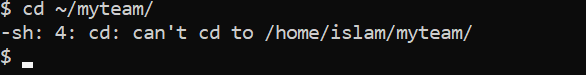 $ cd ~/myteam/
-sh: 4: cd: can't cd to /home/islam/myteam/
$